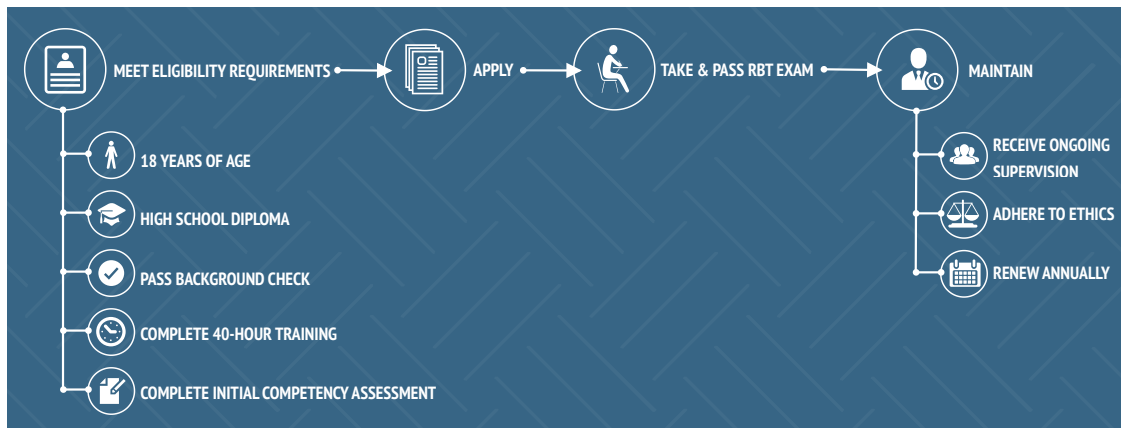 MEET ELIGIBILITY REQUIREMENTS
APPLY
TAKE & PASS RBT EXAM
MAINTAIN
18 YEARS OF AGE
HIGH SCHOOL DIPLOMA
PASS BACKGROUND CHECK
COMPLETE 40-HOUR TRAINING
COMPLETE INITIAL COMPETENCY ASSESSMENT
RECEIVE ONGOING
SUPERVISION
ADHERE TO ETHICS
RENEW ANNUALLY